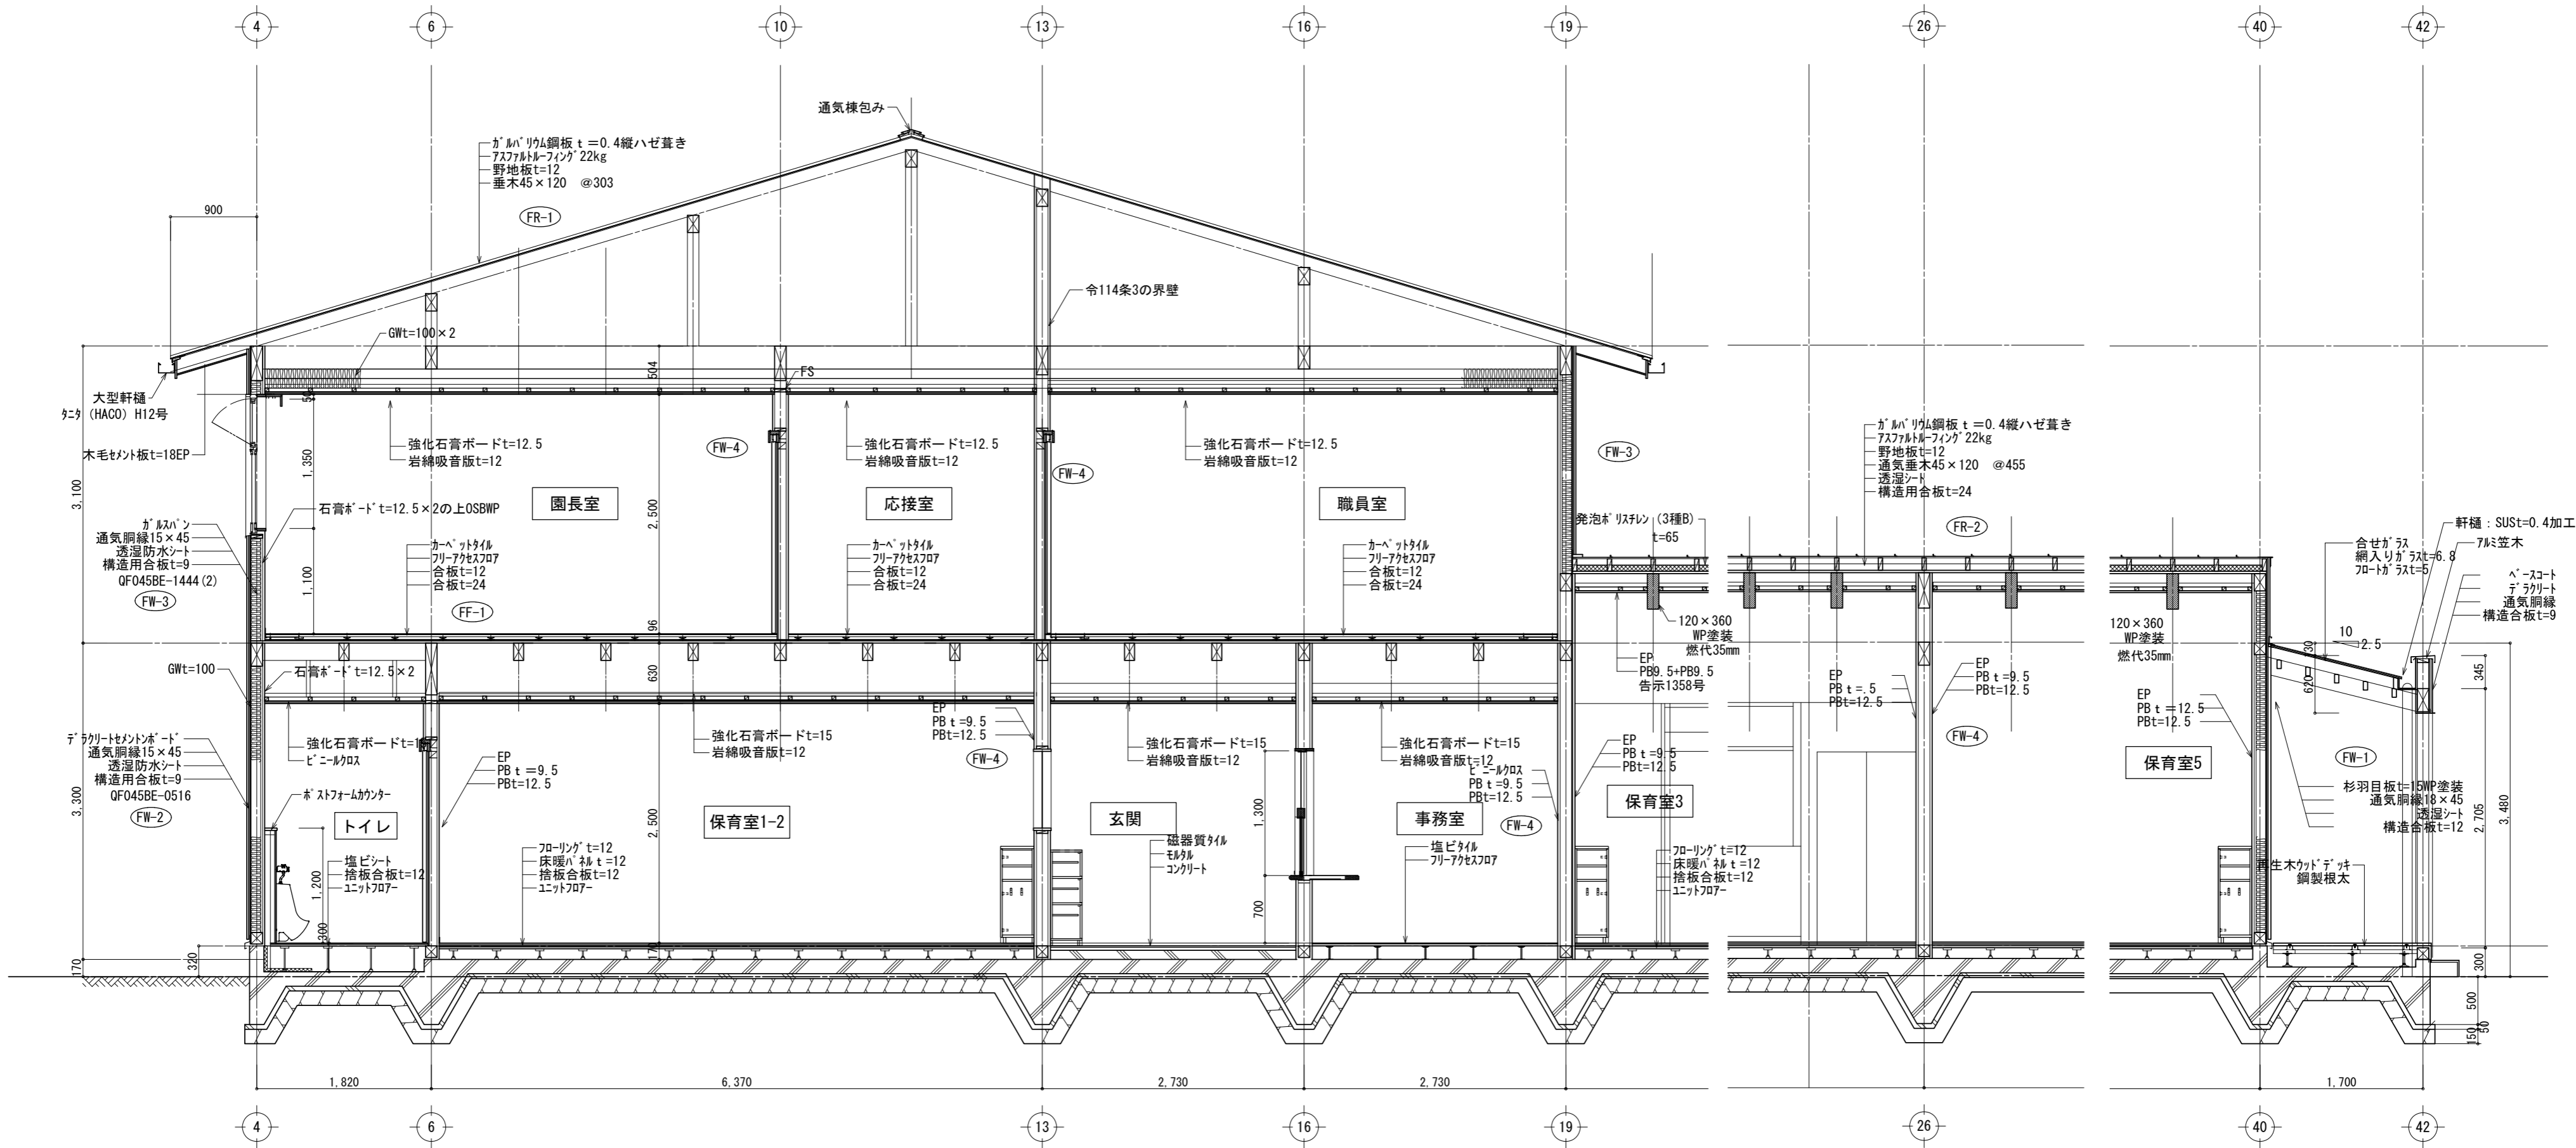 4
6
10
13
16
19
26
40
42
通気棟包み
ｶﾞﾙﾊﾞﾘｳﾑ鋼板 t＝0.4縦ハゼ葺き
ｱｽﾌｧﾙﾄﾙｰﾌｨﾝｸﾞ22kg
野地板t=12
垂木45×120　@303
FR-1
900
令114条3の界壁
GWt=100×2
504
FS
50
大型軒樋
ﾀﾆﾀ（HACO）H12号
木毛ｾﾒﾝﾄ板t=18EP
強化石膏ボードt=12.5
岩綿吸音版t=12
FW-4
強化石膏ボードt=12.5
岩綿吸音版t=12
FW-4
強化石膏ボードt=12.5
岩綿吸音版t=12
FW-3
ｶﾞﾙﾊﾞﾘｳﾑ鋼板 t＝0.4縦ハゼ葺き
ｱｽﾌｧﾙﾄﾙｰﾌｨﾝｸﾞ22kg
野地板t=12
通気垂木45×120　@455
透湿ｼｰﾄ
構造用合板t=24
FR-2
1,350
3,100
石膏ﾎﾞｰﾄﾞt=12.5×2の上OSBWP
園長室
応接室
職員室
2,500
ｶﾞﾙｽﾊﾟﾝ
通気胴縁15×45
透湿防水ｼｰﾄ
構造用合板t=9
QF045BE-1444(2)
FW-3
1,100
ｶｰﾍﾟｯﾄﾀｲﾙ
ﾌﾘｰｱｸｾｽﾌﾛｱ
合板t=12
合板t=24
FF-1
ｶｰﾍﾟｯﾄﾀｲﾙ
ﾌﾘｰｱｸｾｽﾌﾛｱ
合板t=12
合板t=24
ｶｰﾍﾟｯﾄﾀｲﾙ
ﾌﾘｰｱｸｾｽﾌﾛｱ
合板t=12
合板t=24
発泡ﾎﾟﾘｽﾁﾚﾝ（3種B）
t=65
合せｶﾞﾗｽ
網入りｶﾞﾗｽt=6.8
ﾌﾛｰﾄｶﾞﾗｽt=5
軒樋：SUSt=0.4加工
ｱﾙﾐ笠木
ﾍﾞｰｽｺｰﾄ
ﾃﾞﾗｸﾘｰﾄ
通気胴縁
構造合板t=9
96
120×360
WP塗装
燃代35mm
120×360
WP塗装
燃代35mm
10
2.5
130
620
345
GWt=100
石膏ﾎﾞｰﾄﾞt=12.5×2
630
EP
PB9.5+PB9.5
告示1358号
EP
PBｔ=.5
PBt=12.5
EP
PBｔ=9.5
PBt=12.5
EP
PBｔ＝12.5
PBt=12.5
EP
PBｔ=9.5
PBt=12.5
FW-4
強化石膏ボードt=15
岩綿吸音版t=12
強化石膏ボードt=15
岩綿吸音版t=12
強化石膏ボードt=15
岩綿吸音版t=12
ﾃﾞﾗｸﾘｰﾄｾﾒﾝﾄﾝﾎﾞｰﾄﾞ
通気胴縁15×45
透湿防水ｼｰﾄ
構造用合板t=9
QF045BE-0516
FW-2
3,300
ﾋﾞﾆｰﾙｸﾛｽ
ﾎﾟｽﾄﾌｫｰﾑｶｳﾝﾀｰ
トイレ
EP
PBｔ=9.5
PBt=12.5
保育室1-2
2,500
玄関
1,300
事務室
ﾋﾞﾆｰﾙｸﾛｽ
PBｔ=9.5
PBt=12.5
FW-4
EP
PBｔ=9.5
PBt=12.5
保育室3
FW-4
保育室5
FW-1
杉羽目板t=15WP塗装
通気胴縁18×45
透湿ｼｰﾄ
構造合板t=12
2,705
3,480
塩ビシート
捨板合板t=12
ﾕﾆｯﾄﾌﾛｱｰ
1,200
300
ﾌﾛｰﾘﾝｸﾞt=12
床暖ﾊﾟﾈﾙｔ=12
捨板合板t=12
ﾕﾆｯﾄﾌﾛｱｰ
磁器質ﾀｲﾙ
ﾓﾙﾀﾙ
ｺﾝｸﾘｰﾄ
700
塩ビタイル
ﾌﾘｰｱｸｾｽﾌﾛｱ
ﾌﾛｰﾘﾝｸﾞt=12
床暖ﾊﾟﾈﾙｔ=12
捨板合板t=12
ﾕﾆｯﾄﾌﾛｱｰ
再生木ｳｯﾄﾞﾃﾞｯｷ
鋼製根太
170
320
170
300
500
50
150
1,820
6,370
2,730
2,730
1,700
4
6
13
16
19
26
40
42